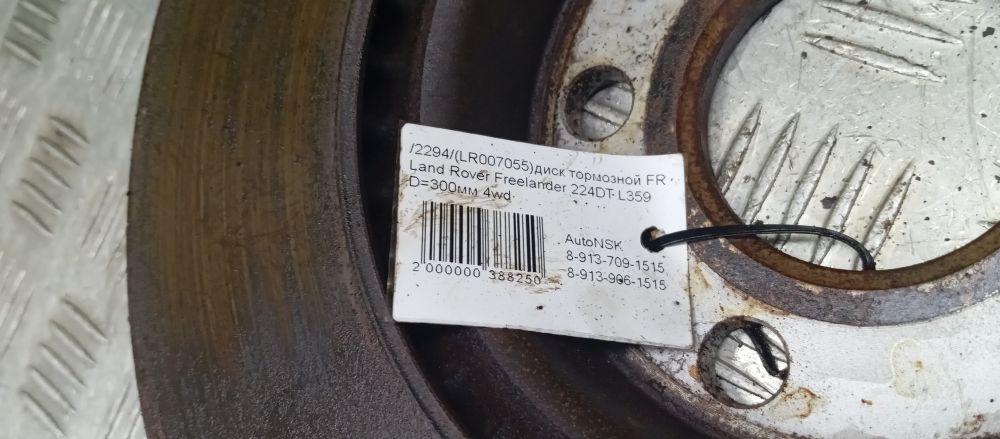 /2294/(LR007055)диск тормозной FR
Land Rover Freelander 224DT L359
D=300мм 4wd
2 000000 388250
AutoNSK
8-913-709-1515
8-913-906-1515